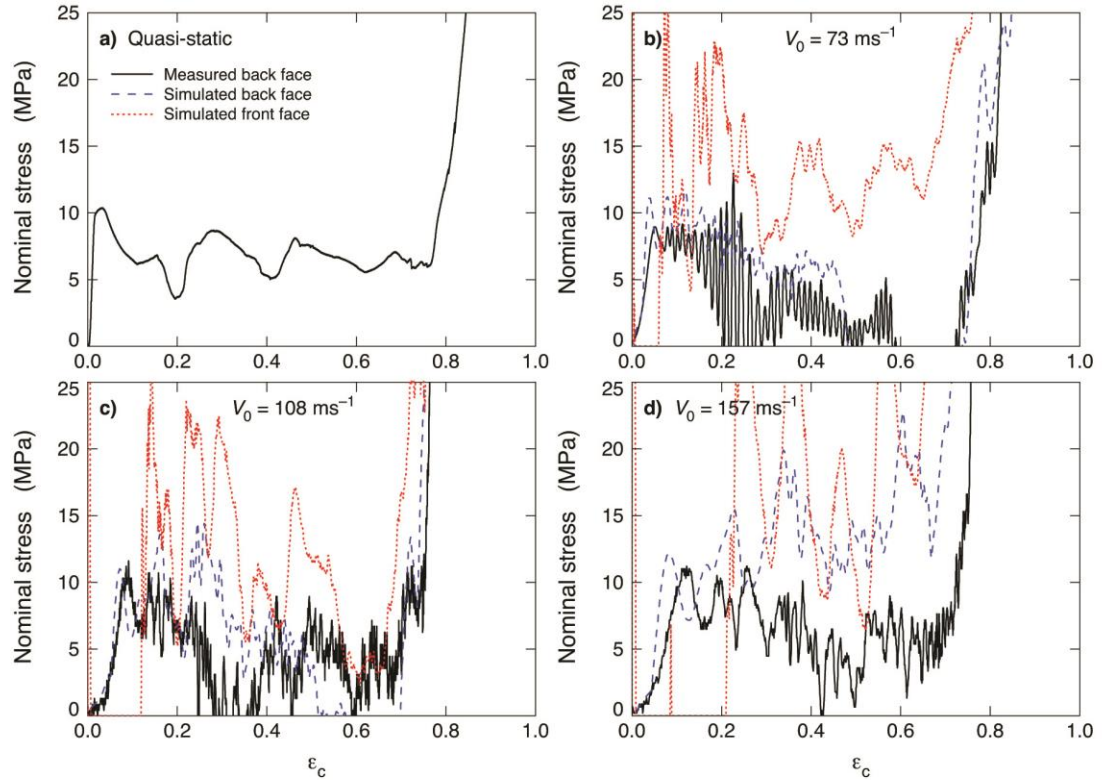 a) Quasi-static
Measured back face
Simulated back face
Simulated front face
Nominal stress (MPa)
25
20
15
10
5
0
0.0 0.2 0.4 0.6 0.8 1.0
b) V₀ = 73 ms⁻¹
Nominal stress (MPa)
25
20
15
10
5
0
0.0 0.2 0.4 0.6 0.8 1.0
c) V₀ = 108 ms⁻¹
Nominal stress (MPa)
25
20
15
10
5
0
0.0 0.2 0.4 0.6 0.8 1.0
ε_c
d) V₀ = 157 ms⁻¹
Nominal stress (MPa)
25
20
15
10
5
0
0.0 0.2 0.4 0.6 0.8 1.0
ε_c